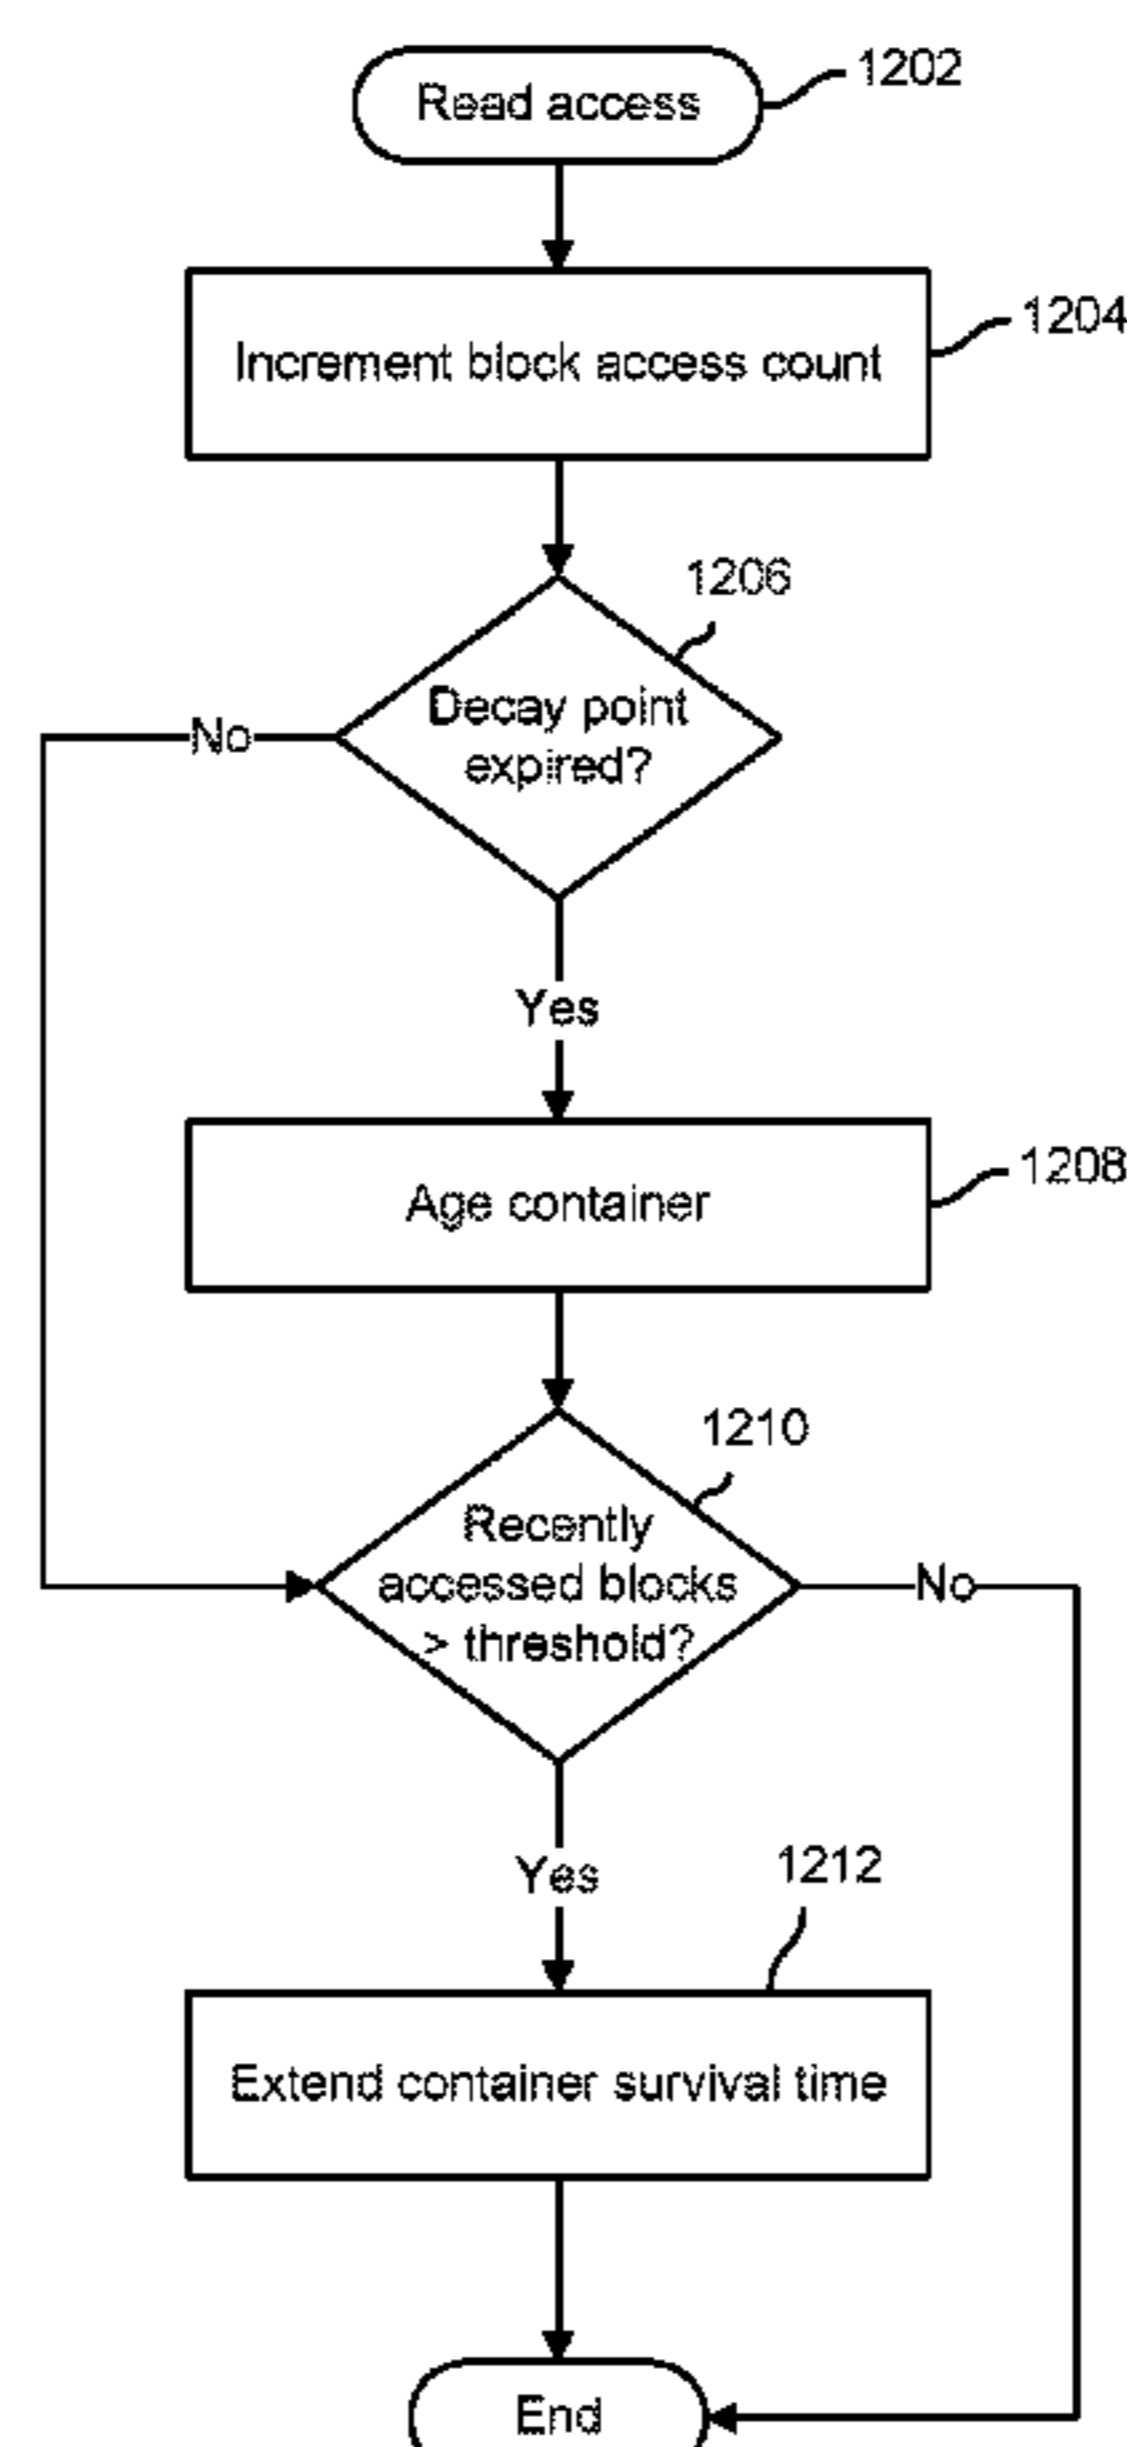 Read access
1202
Increment block access count
1204
1206
Decay point
expired?
No
Yes
Age container
1208
1210
Recently
accessed blocks
> threshold?
No
Yes
1212
Extend container survival time
End